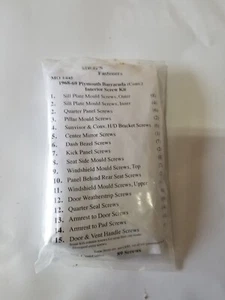 Fasteners
1968-69 Plymouth Barracuda (Conv)
Interior Screw Kit
1. Sill Plate Mould Screws, Outer
2. Sill Plate Mould Screws, Inner
2. Quarter Panel Screws
3. Pillar Mould Screws
4. Sunvisor & Conv. H/D Bracket Screws
5. Center Mirror Screws
6. Dash Bezel Screws
7. Kick Panel Screws
8. Seat Side Mould Screws
9. Windshield Mould Screws, Top
10. Panel Behind Rear Seat Screws
11. Windshield Mould Screws, Upper
12. Door Weatherstrip Screws
12. Quarter Seal Screws
13. Armrest to Door Screws
14. Armrest to Pad Screws
15. Door & Vent Handle Screws